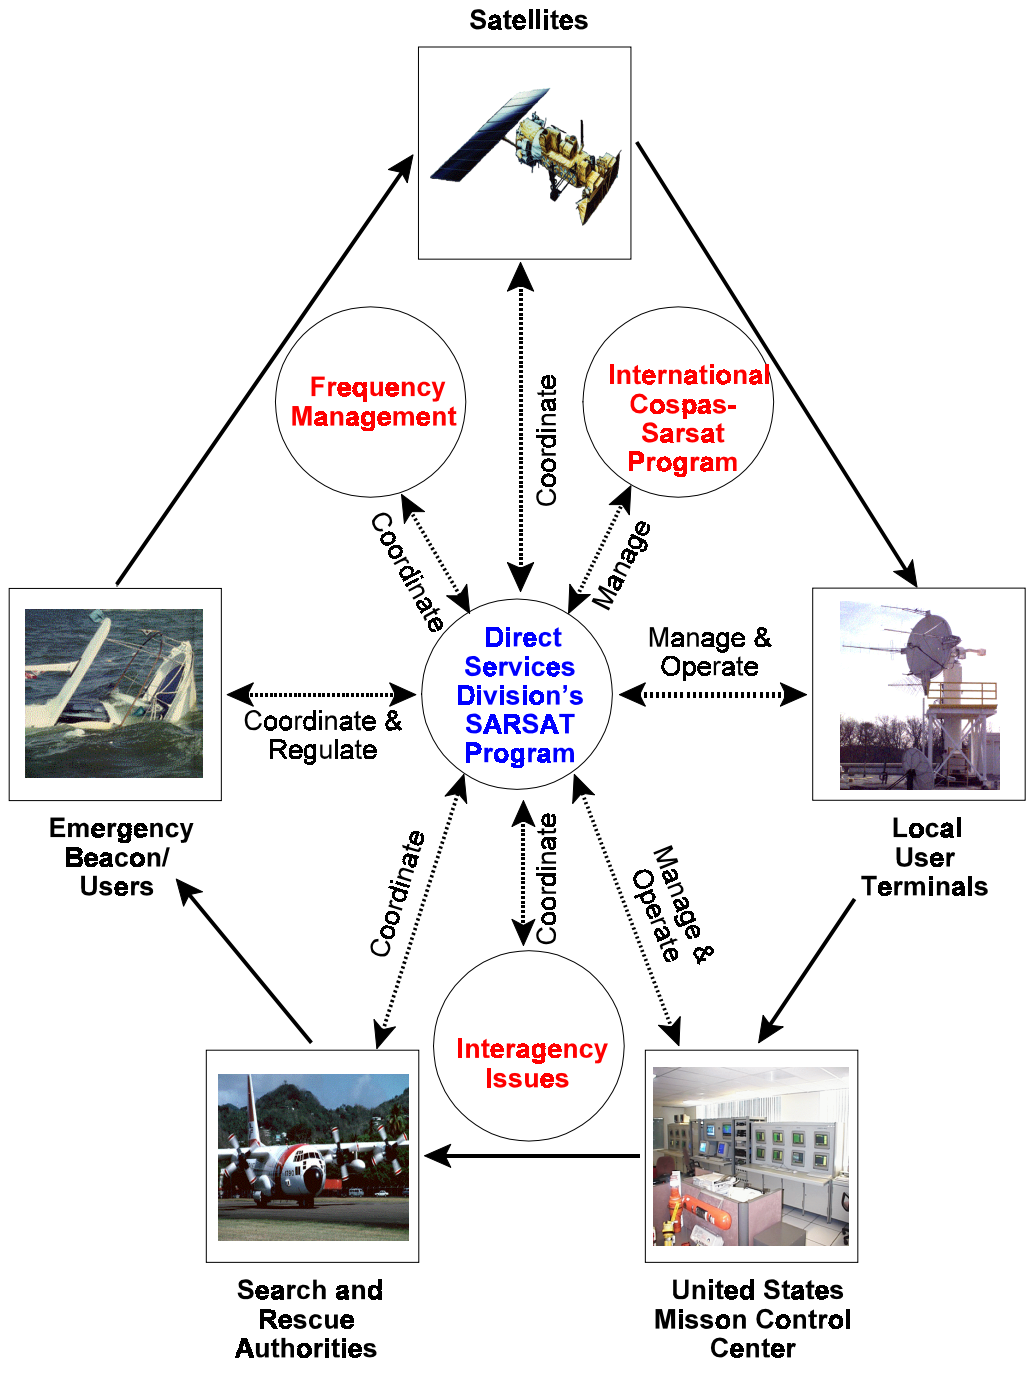 Satellites
Frequency
Management
International
Cospas-
Sarsat
Program
Coordinate
Coordinate
Manage
Direct
Services
Division's
SARSAT
Program
Manage &
Operate
Coordinate &
Regulate
Emergency
Beacon/
Users
Local
User
Terminals
Coordinate
Coordinate
Manage &
Operate
Interagency
Issues
Search and
Rescue
Authorities
United States
Misson Control
Center